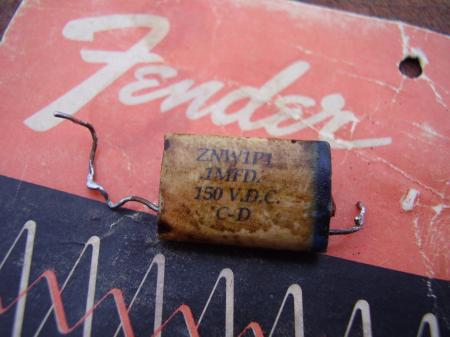 Fender
ZNW1P1
.1MFD.
150 V.D.C.
C-D